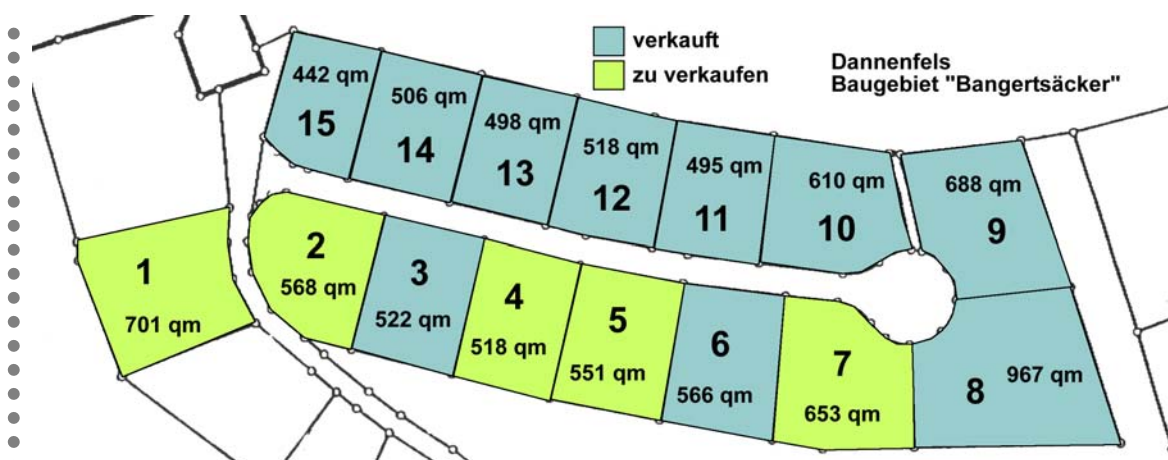 verkauft
zu verkaufen
Dannenfels
Baugebiet "Bangertsäcker"
442 qm
15
506 qm
14
498 qm
13
518 qm
12
495 qm
11
610 qm
10
688 qm
9
1
701 qm
2
568 qm
3
522 qm
4
518 qm
5
551 qm
6
566 qm
7
653 qm
8
967 qm